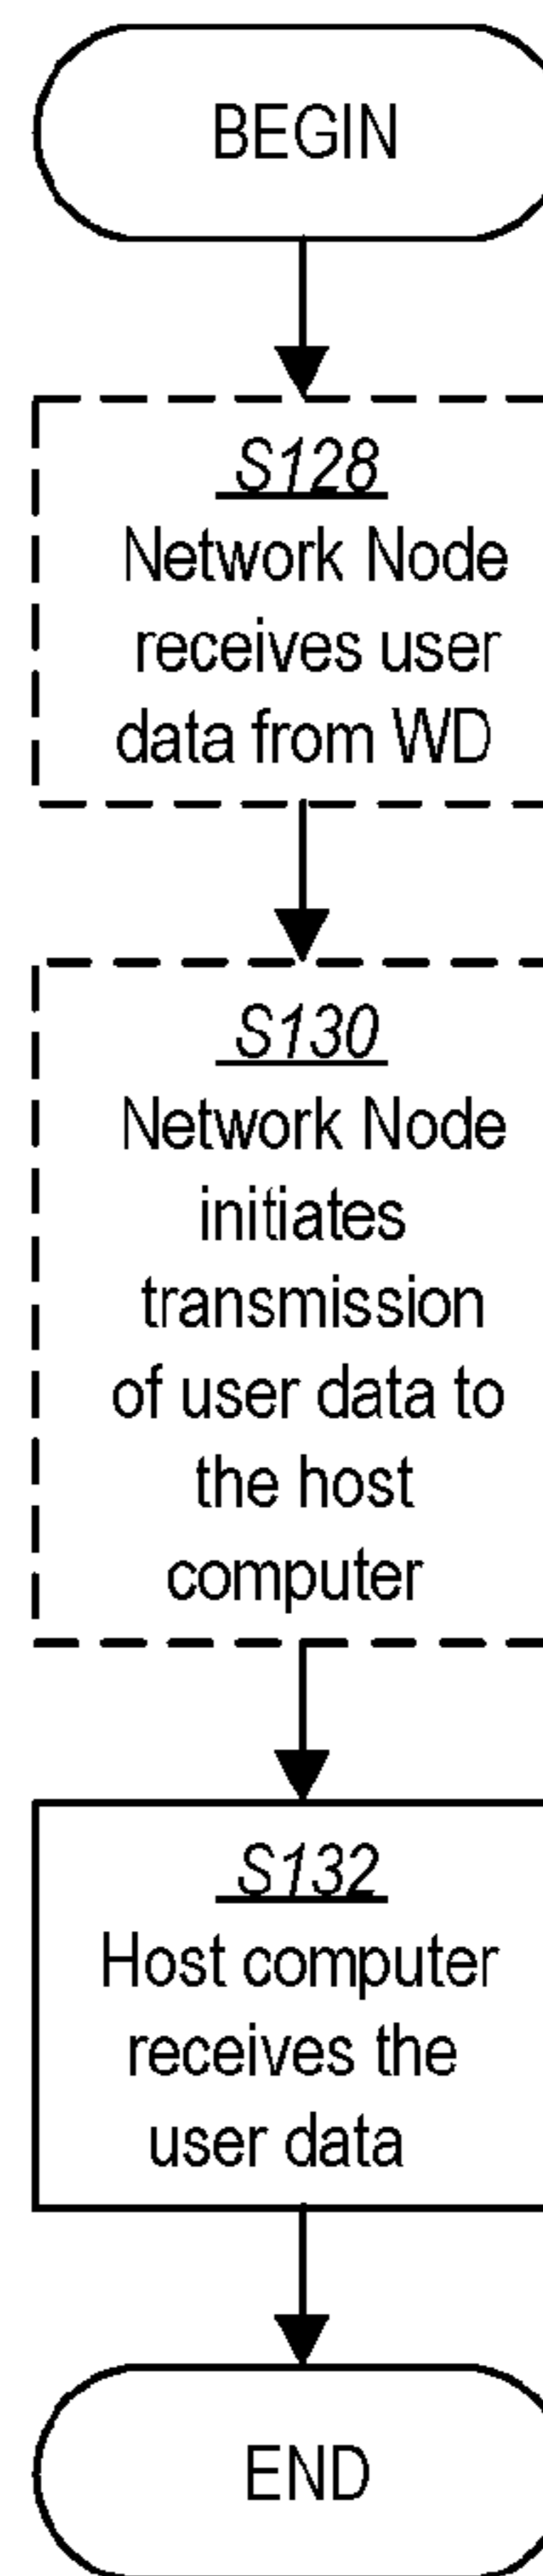 BEGIN
S128
Network Node
receives user
data from WD
S130
Network Node
initiates
transmission
of user data to
the host
computer
S132
Host computer
receives the
user data
END